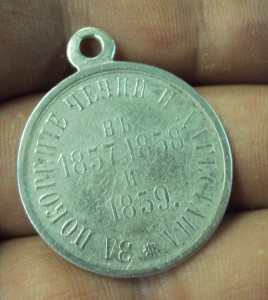 ЗА ПОКОРЕНІЕ ЧЕЧНИ И ДАГЕСТАНА
ВЪ
1857, 1858
И
1859.